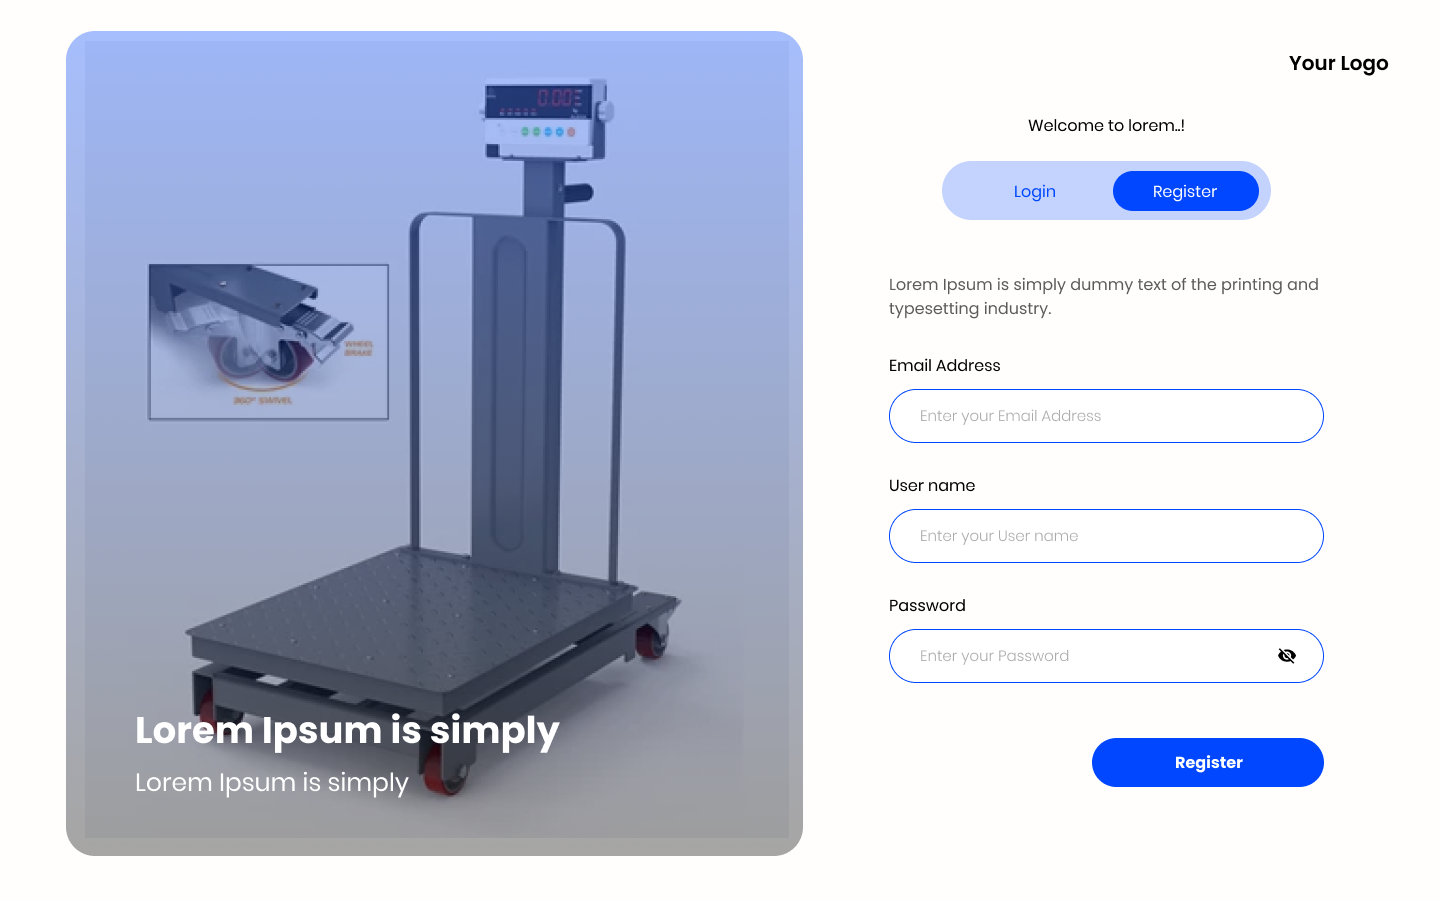 Your Logo
Welcome to lorem..!
Login
Register
Lorem Ipsum is simply dummy text of the printing and
typesetting industry.
Email Address
Enter your Email Address
User name
Enter your User name
Password
Enter your Password
Register
0.00
WHEEL
BRAKE
360° SWIVEL
Lorem Ipsum is simply
Lorem Ipsum is simply